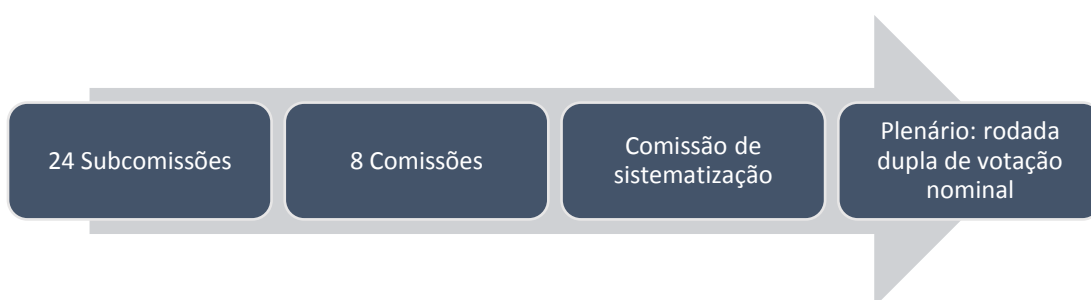 24 Subcomissões
8 Comissões
Comissão de
sistematização
Plenário: rodada
dupla de votação
nominal